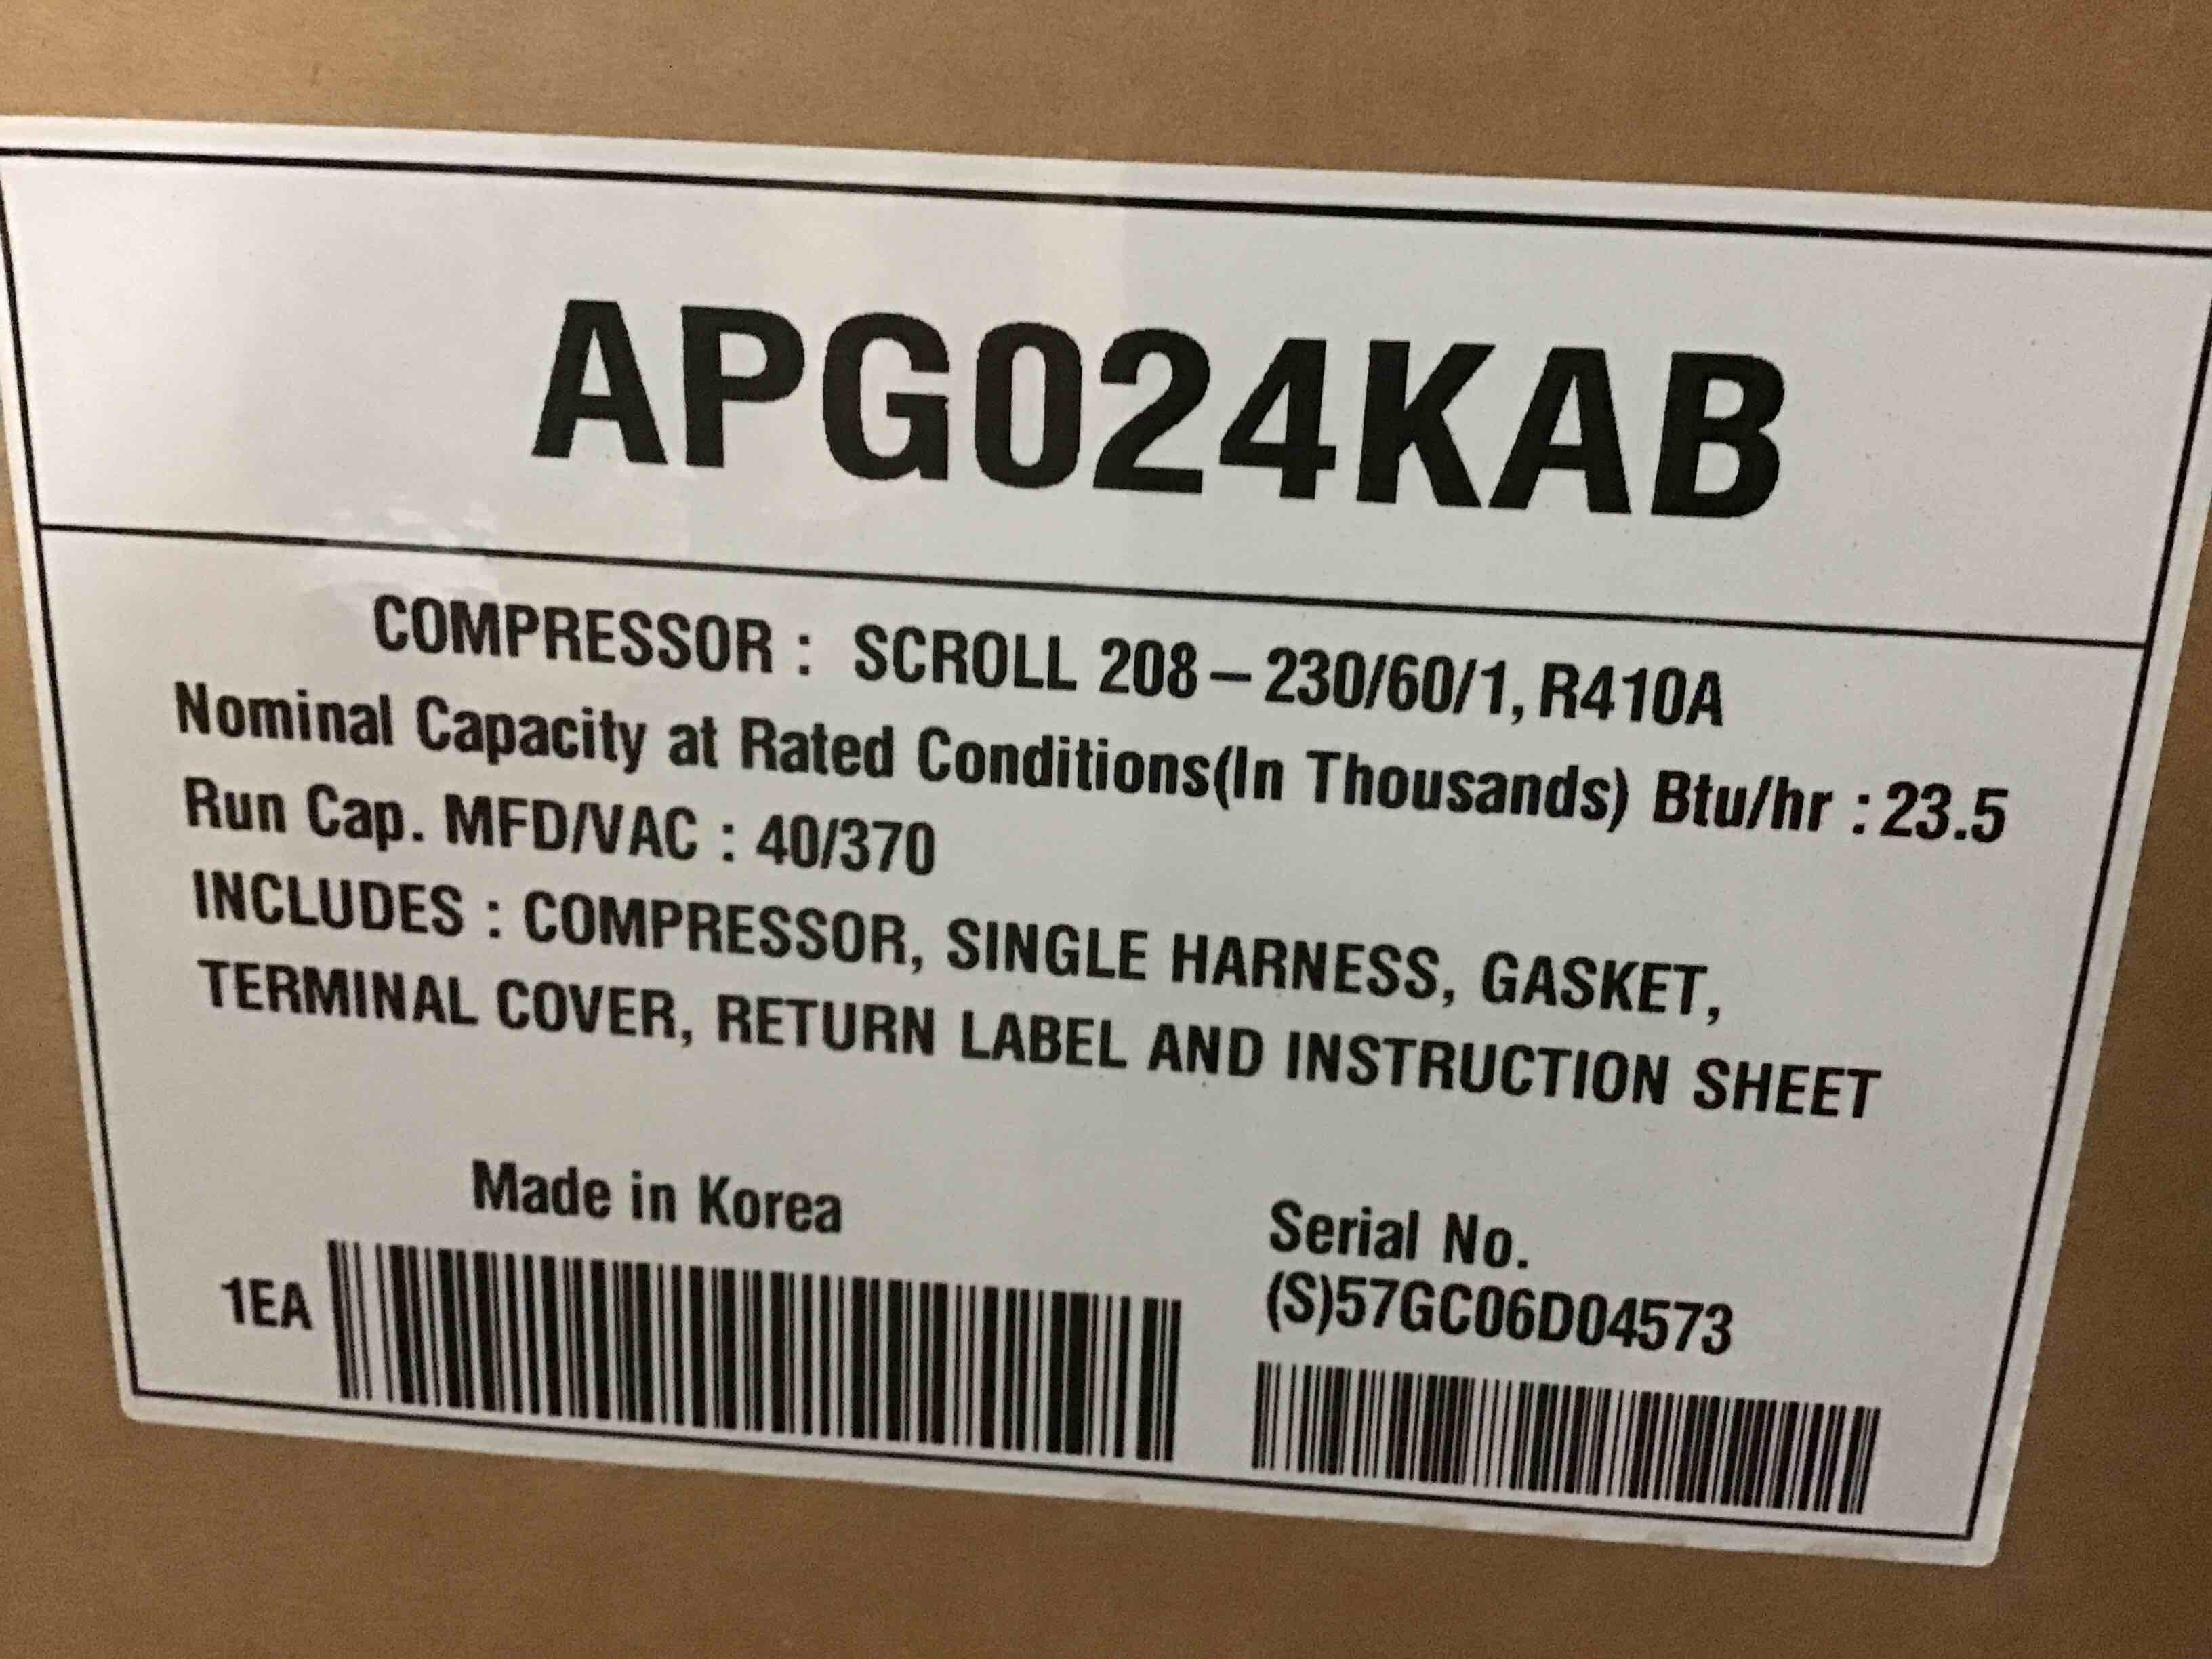 APG024KAB
COMPRESSOR : SCROLL 208-230/60/1, R410A
Nominal Capacity at Rated Conditions(In Thousands) Btu/hr : 23.5
Run Cap. MFD/VAC : 40/370
INCLUDES : COMPRESSOR, SINGLE HARNESS, GASKET,
TERMINAL COVER, RETURN LABEL AND INSTRUCTION SHEET
Made in Korea
1EA
Serial No.
(S)57GC06D04573